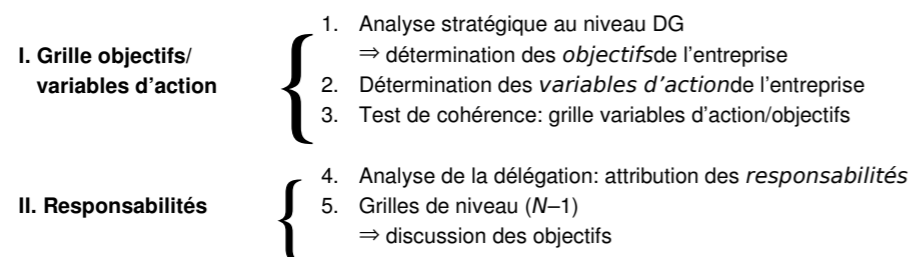 1. Analyse stratégique au niveau DG
I. Grille objectifs/
⇒ détermination des objectifsde l'entreprise
variables d'action
2. Détermination des variables d'actionde l'entreprise
3. Test de cohérence: grille variables d'action/objectifs
4. Analyse de la délégation: attribution des responsabilités
II. Responsabilités
5. Grilles de niveau (N–1)
⇒ discussion des objectifs